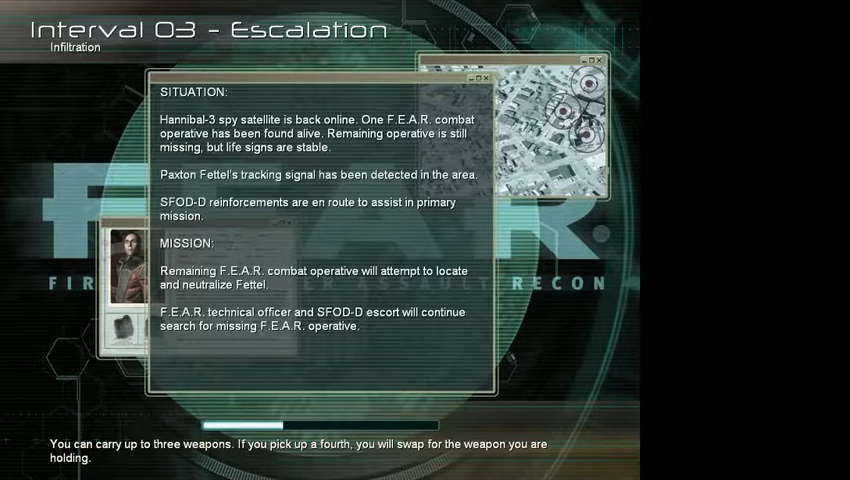 Interval 03 - Escalation
Infiltration
SITUATION:
Hannibal-3 spy satellite is back online. One F.E.A.R. combat
operative has been found alive. Remaining operative is still
missing, but life signs are stable.
Paxton Fettel's tracking signal has been detected in the area.
SFOD-D reinforcements are en route to assist in primary
mission.
MISSION:
Remaining F.E.A.R. combat operative will attempt to locate
and neutralize Fettel.
F.E.A.R. technical officer and SFOD-D escort will continue
search for missing F.E.A.R. operative.
F.E.A.R.
RECON
You can carry up to three weapons. If you pick up a fourth, you will swap for the weapon you are
holding.